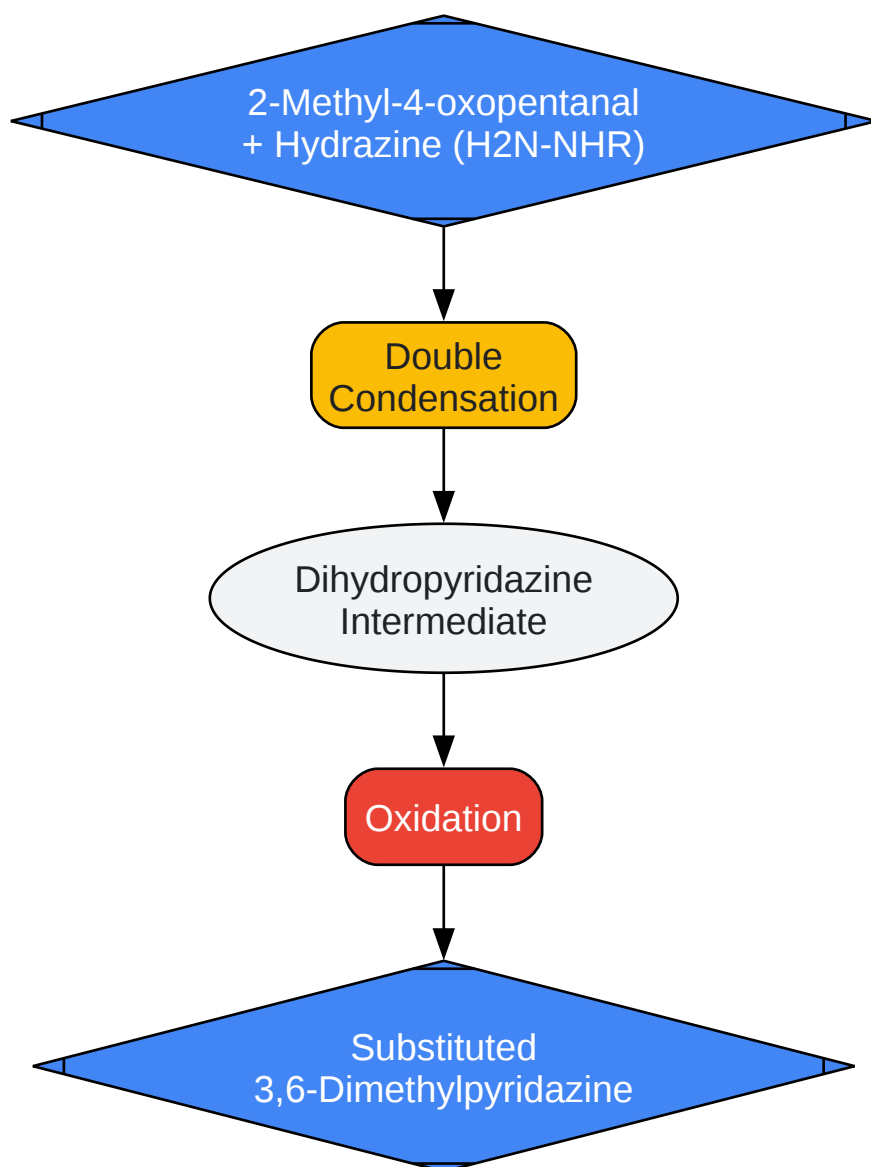 2-Methyl-4-oxopentanal
+ Hydrazine (H2N-NHR)
Double
Condensation
Dihydropyridazine
Intermediate
Oxidation
Substituted
3,6-Dimethylpyridazine